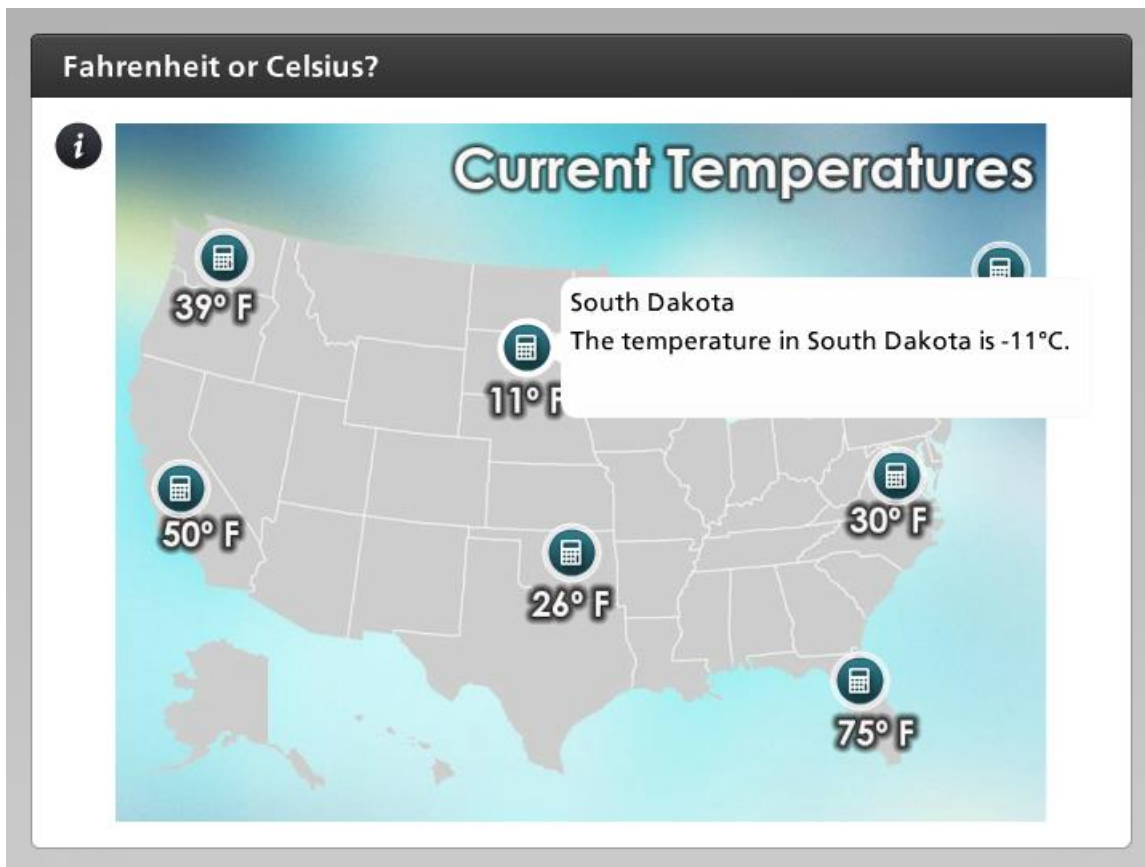 Fahrenheit or Celsius?
i
Current Temperatures
39° F
South Dakota
The temperature in South Dakota is -11°C.
11° F
50° F
30° F
26° F
75° F